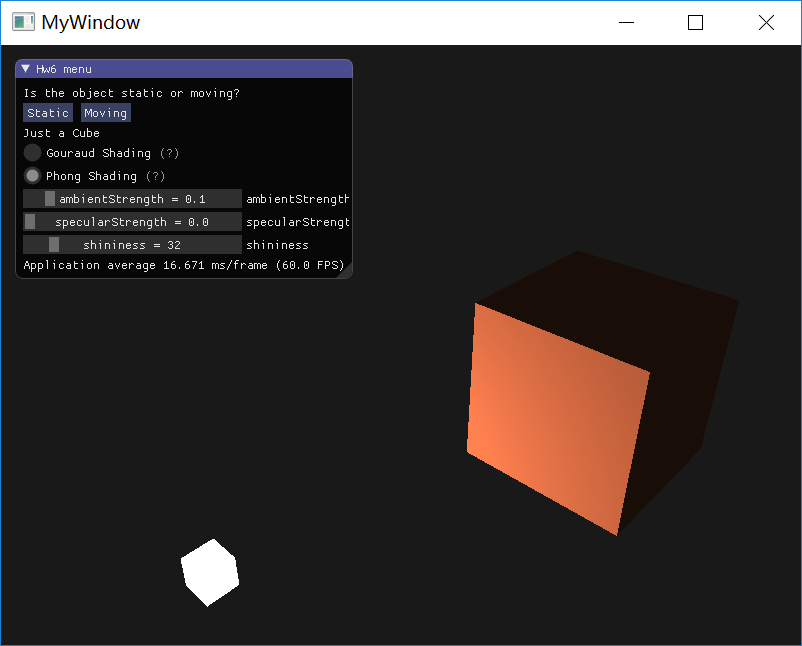 MyWindow
Hw6 menu
Is the object static or moving?
Static Moving
Just a Cube
Gouraud Shading (?)
Phong Shading (?)
ambientStrength = 0.1 ambientStrength
specularStrength = 0.0 specularStrengt
shininess = 32 shininess
Application average 16.671 ms/frame (60.0 FPS)